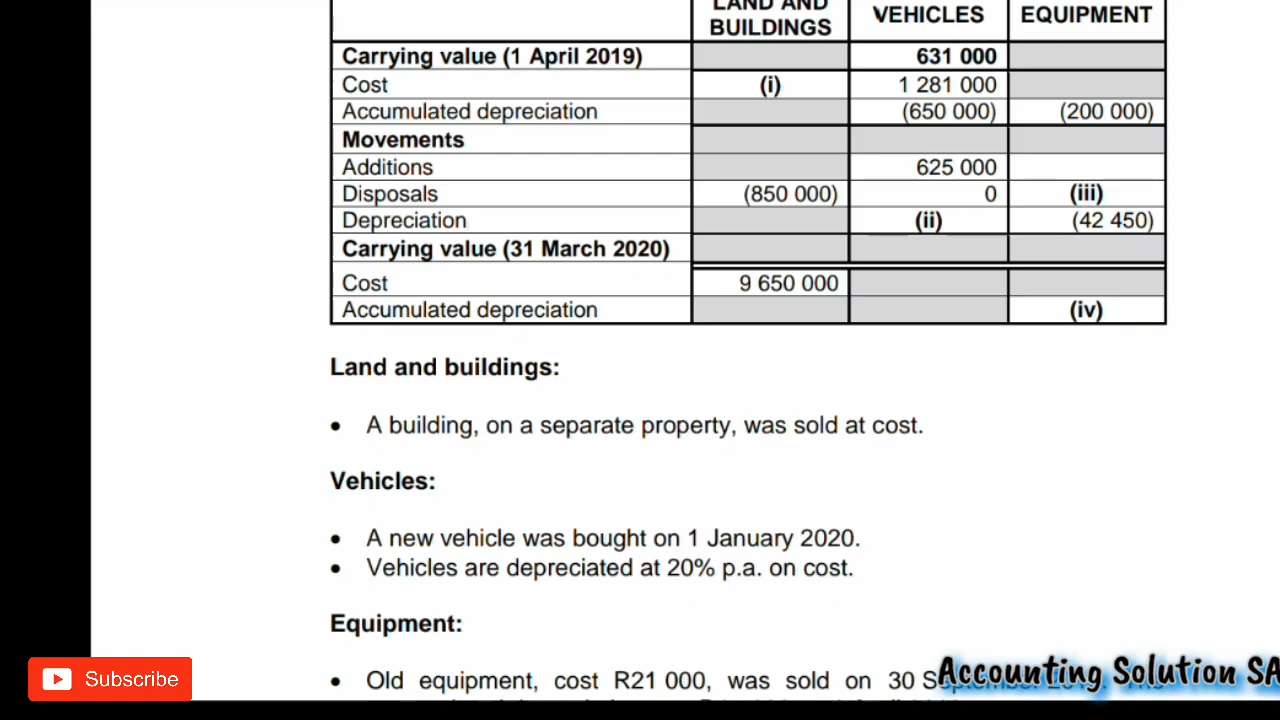 LAND AND
BUILDINGS
VEHICLES
EQUIPMENT
Carrying value (1 April 2019) 631 000
Cost (i) 1 281 000
Accumulated depreciation (650 000) (200 000)
Movements
Additions 625 000
Disposals (850 000) 0 (iii)
Depreciation (ii) (42 450)
Carrying value (31 March 2020)
Cost 9 650 000
Accumulated depreciation (iv)
Land and buildings:
• A building, on a separate property, was sold at cost.
Vehicles:
• A new vehicle was bought on 1 January 2020.
• Vehicles are depreciated at 20% p.a. on cost.
Equipment:
• Old equipment, cost R21 000, was sold on 30
Subscribe
Accounting Solution SA